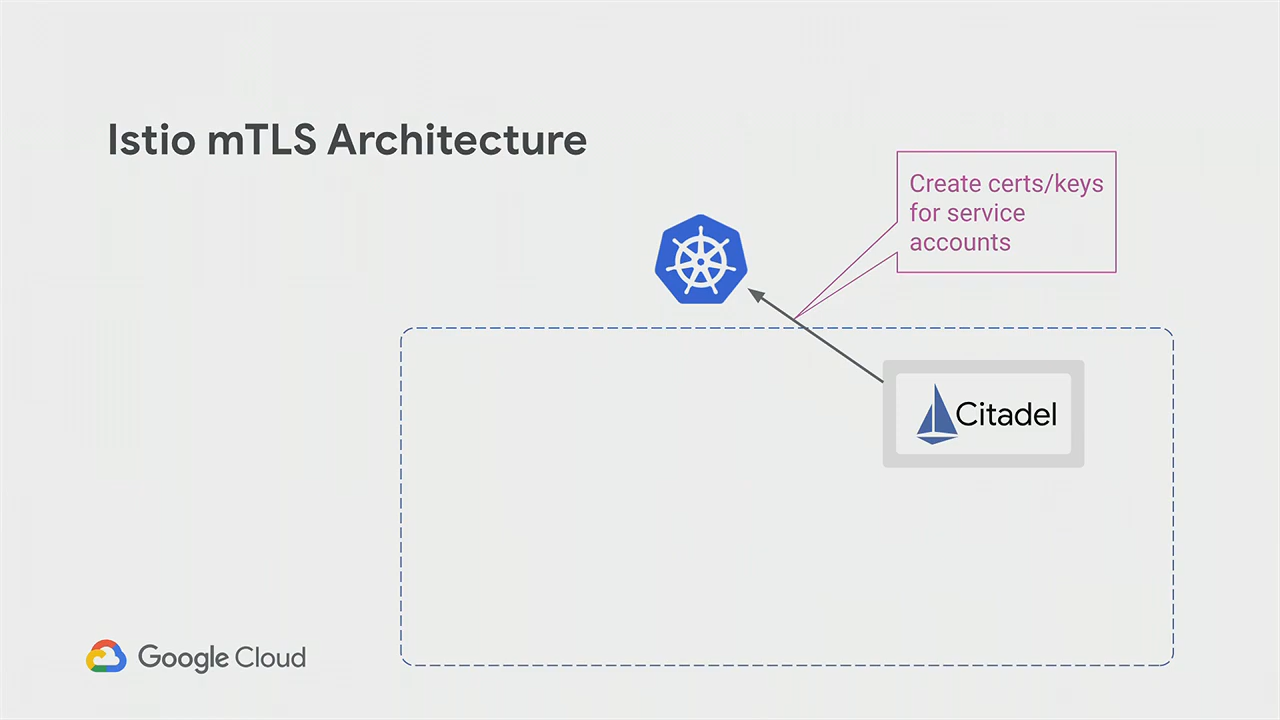 Istio mTLS Architecture
Create certs/keys
for service
accounts
Citadel
Google Cloud